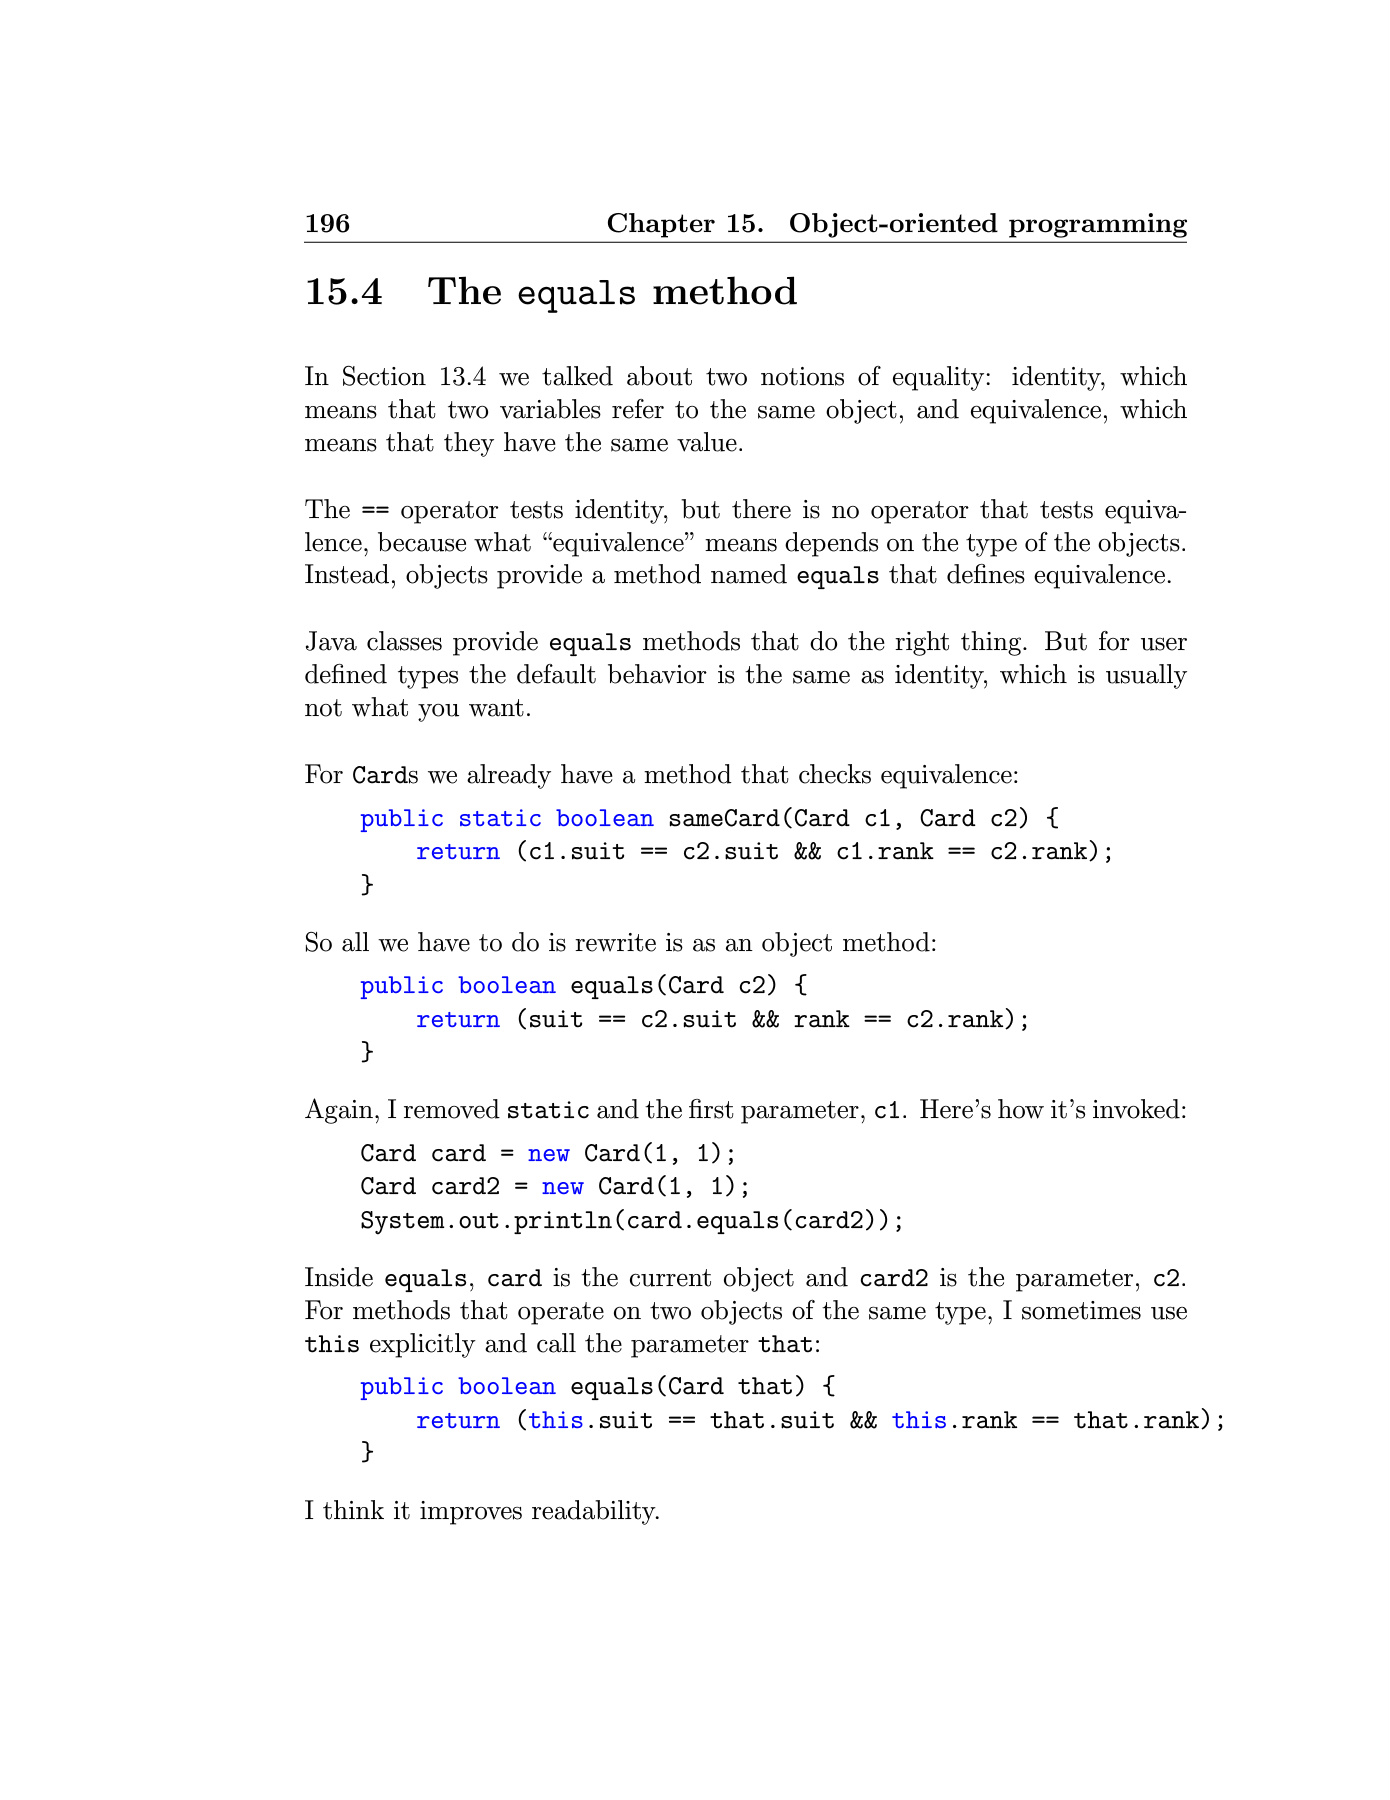 196 Chapter 15. Object-oriented programming
15.4 The equals method
In Section 13.4 we talked about two notions of equality: identity, which
means that two variables refer to the same object, and equivalence, which
means that they have the same value.
The == operator tests identity, but there is no operator that tests equiva-
lence, because what “equivalence” means depends on the type of the objects.
Instead, objects provide a method named equals that defines equivalence.
Java classes provide equals methods that do the right thing. But for user
defined types the default behavior is the same as identity, which is usually
not what you want.
For Cards we already have a method that checks equivalence:
public static boolean sameCard(Card c1, Card c2) {
    return (c1.suit == c2.suit && c1.rank == c2.rank);
}
So all we have to do is rewrite is as an object method:
public boolean equals(Card c2) {
    return (suit == c2.suit && rank == c2.rank);
}
Again, I removed static and the first parameter, c1. Here’s how it’s invoked:
Card card = new Card(1, 1);
Card card2 = new Card(1, 1);
System.out.println(card.equals(card2));
Inside equals, card is the current object and card2 is the parameter, c2.
For methods that operate on two objects of the same type, I sometimes use
this explicitly and call the parameter that:
public boolean equals(Card that) {
    return (this.suit == that.suit && this.rank == that.rank);
}
I think it improves readability.